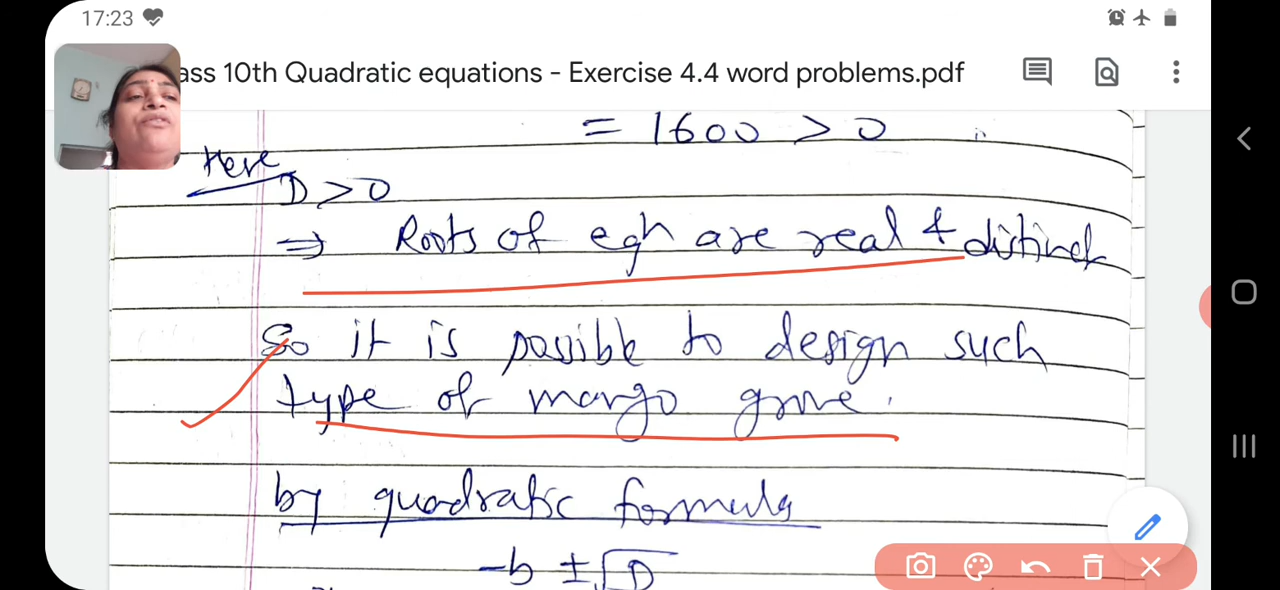 17:23
ass 10th Quadratic equations - Exercise 4.4 word problems.pdf
= 1600 > 0
Here
D > 0
⇒ Roots of eqn are real & distinct
So it is possible to design such
type of mango grove.
by quadratic formula
-b ± √D